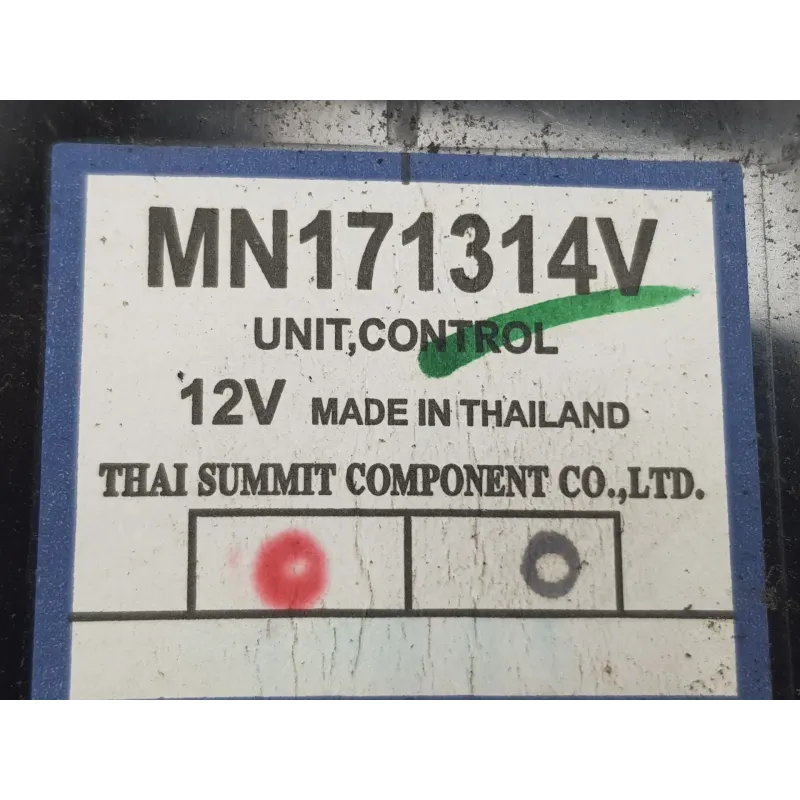 MN171314V
UNIT,CONTROL
12V MADE IN THAILAND
THAI SUMMIT COMPONENT CO.,LTD.